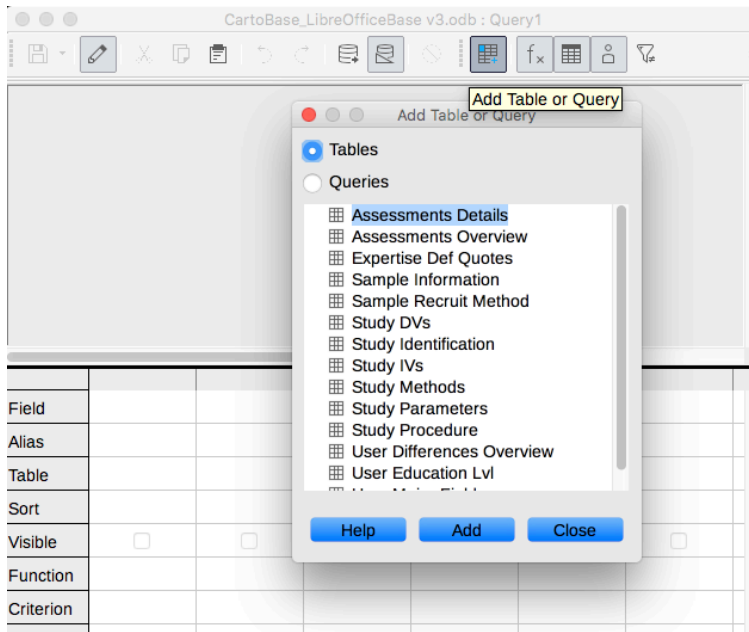 CartoBase_LibreOfficeBase v3.odb : Query1
fx
Add Table or Query
Add Table or Query
Tables
Queries
Assessments Details
Assessments Overview
Expertise Def Quotes
Sample Information
Sample Recruit Method
Study DVs
Study Identification
Study IVs
Study Methods
Study Parameters
Study Procedure
User Differences Overview
User Education Lvl
Help Add Close
Field
Alias
Table
Sort
Visible
Function
Criterion